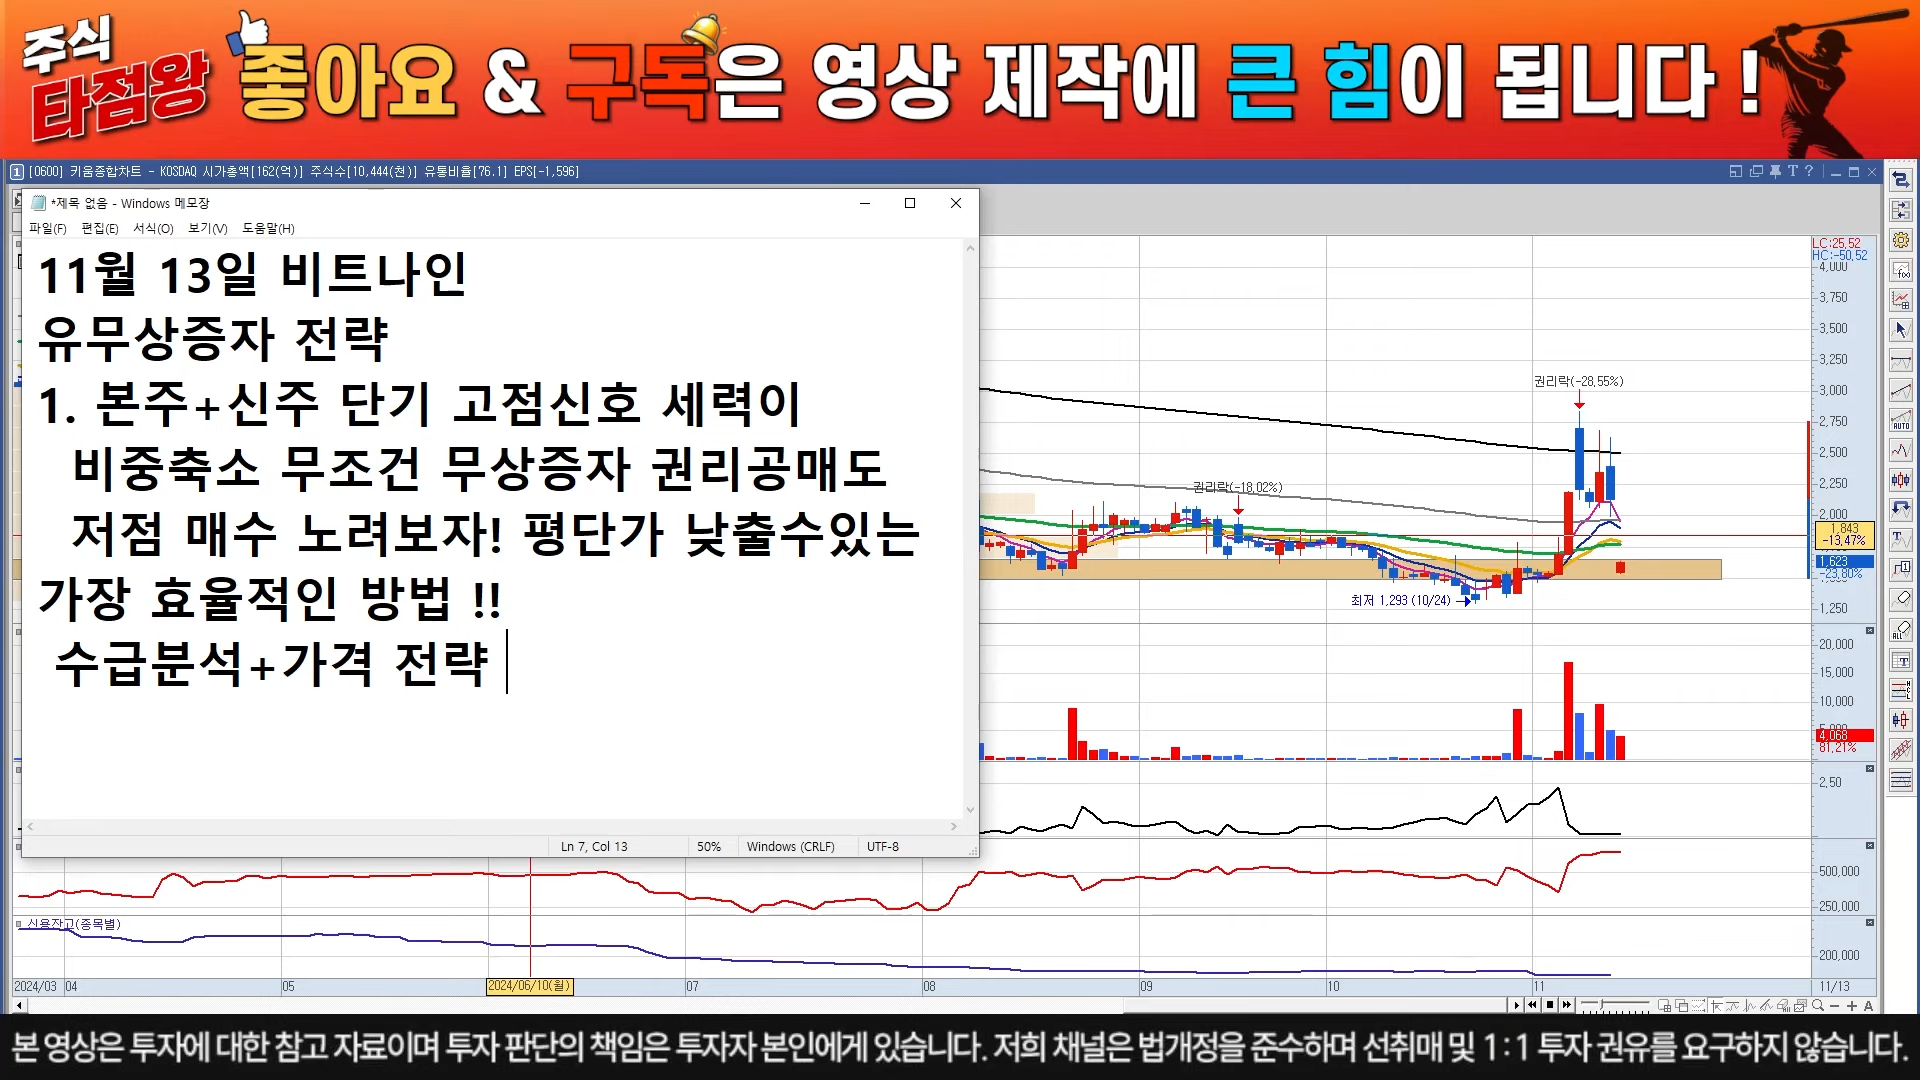 주식
타점왕
좋아요 & 구독은 영상 제작에 큰 힘이 됩니다 !
1 [0600] 키움종합차트 - KOSDAQ 시가총액[162(억)] 주식수[10,444(천)] 유통비율[76.1] EPS[-1,596]
*제목 없음 - Windows 메모장
파일(F) 편집(E) 서식(O) 보기(V) 도움말(H)
11월 13일 비트나인
유무상증자 전략
1. 본주+신주 단기 고점신호 세력이
비중축소 무조건 무상증자 권리공매도
저점 매수 노려보자! 평단가 낮출수있는
가장 효율적인 방법 !!
수급분석+가격 전략
Ln 7, Col 13 50% Windows (CRLF) UTF-8
LC:25,52
HC:-50,52
4,000
3,750
3,500
3,250
권리락(-28,55%)
3,000
2,750
2,500
권리락(-18,02%)
2,250
2,000
1,843
-13,47%
1,623
-23,80%
최저 1,293 (10/24)
1,250
20,000
15,000
10,000
4,068
81,21%
2,50
500,000
250,000
신용잔고(종목별)
200,000
2024/03 04 05 2024/06/10(월) 07 08 09 10 11 11/13
본 영상은 투자에 대한 참고 자료이며 투자 판단의 책임은 투자자 본인에게 있습니다. 저희 채널은 법개정을 준수하며 선취매 및 1:1 투자 권유를 요구하지 않습니다.